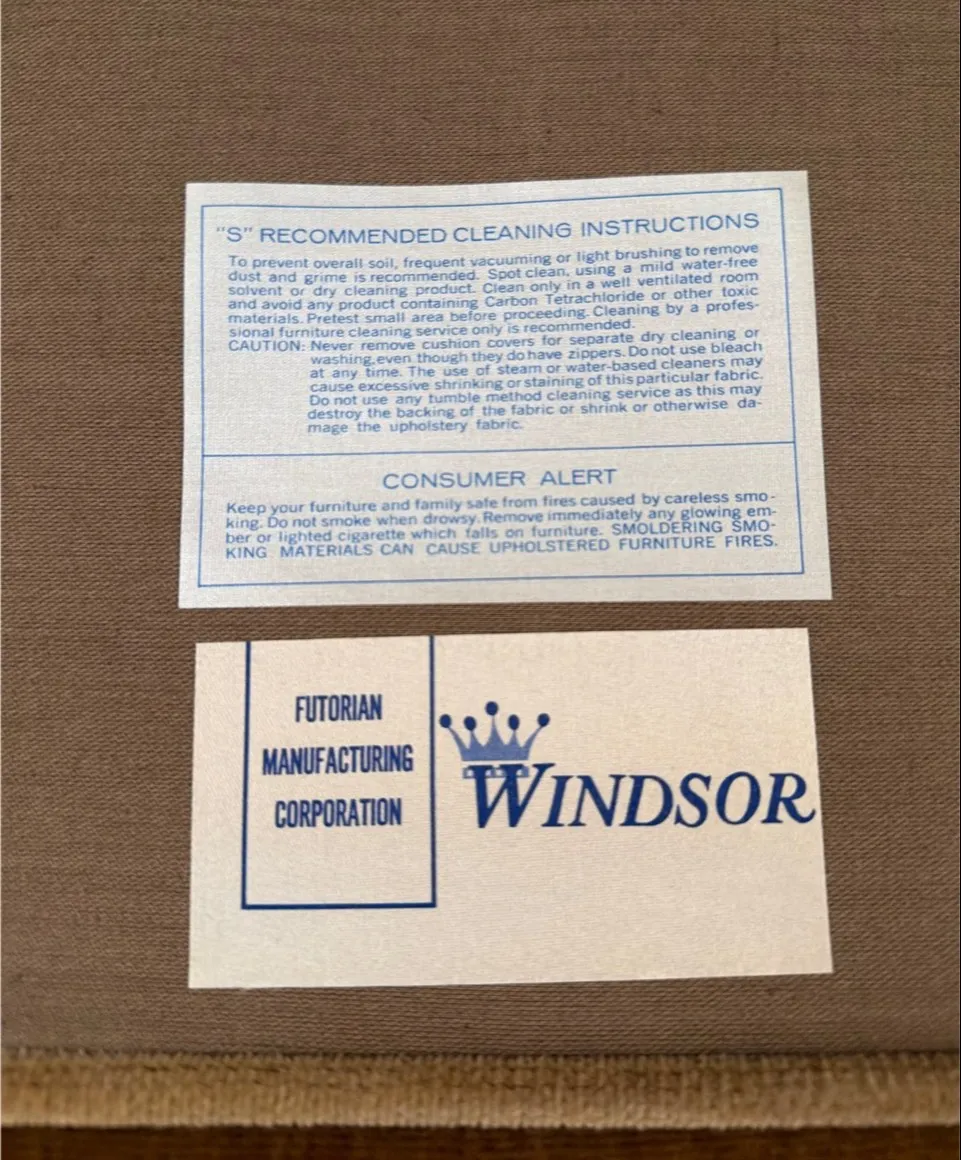 "S" RECOMMENDED CLEANING INSTRUCTIONS
To prevent overall soil, frequent vacuuming or light brushing to remove
dust and grime is recommended. Spot clean, using a mild water-free
solvent or dry cleaning product. Clean only in a well ventilated room
and avoid any product containing Carbon Tetrachloride or other toxic
materials. Pretest small area before proceeding. Cleaning by a profes-
sional furniture cleaning service only is recommended.
CAUTION: Never remove cushion covers for separate dry cleaning or
washing, even though they do have zippers. Do not use bleach
at any time. The use of steam or water-based cleaners may
cause excessive shrinking or staining of this particular fabric.
Do not use any tumble method cleaning service as this may
destroy the backing of the fabric or shrink or otherwise da-
mage the upholstery fabric.
CONSUMER ALERT
Keep your furniture and family safe from fires caused by careless smo-
king. Do not smoke when drowsy. Remove immediately any glowing em-
ber or lighted cigarette which falls on furniture. SMOLDERING SMO-
KING MATERIALS CAN CAUSE UPHOLSTERED FURNITURE FIRES.
FUTORIAN
MANUFACTURING
CORPORATION
WINDSOR